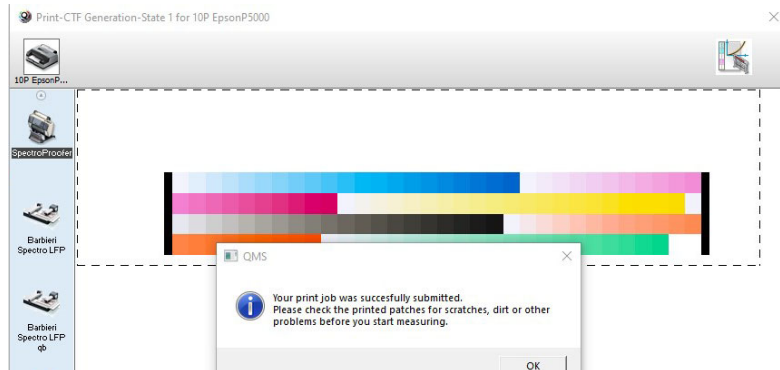 Print-CTF Generation-State 1 for 10P EpsonP5000
10P EpsonP...
SpectroProofer
Barbieri
Spectro LFP
Barbieri
Spectro LFP
qb
QMS
Your print job was succesfully submitted.
Please check the printed patches for scratches, dirt or other
problems before you start measuring.
OK